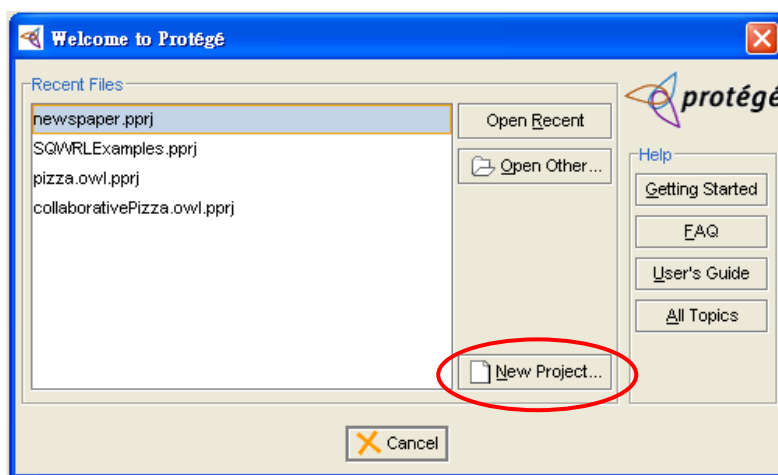 Welcome to Protégé
Recent Files
newspaper.pprj
SQWRLExamples.pprj
pizza.owl.pprj
collaborativePizza.owl.pprj
Open Recent
Open Other...
New Project...
protégé
Help
Getting Started
FAQ
User's Guide
All Topics
Cancel